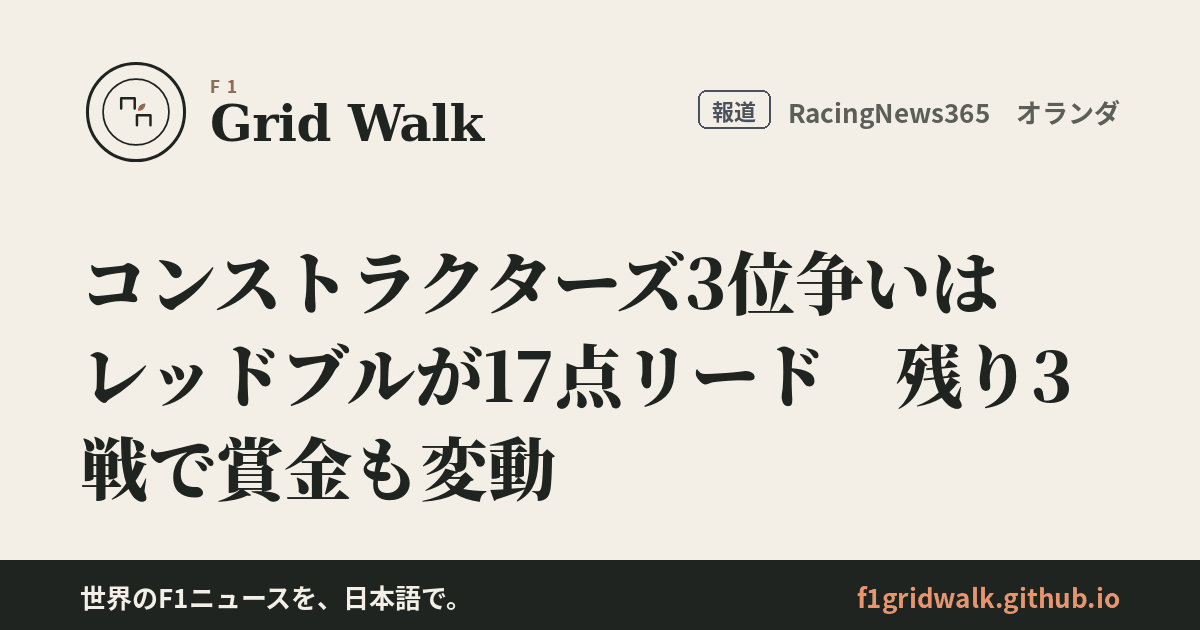 F1
Grid Walk
報道 RacingNews365 オランダ
コンストラクターズ3位争いは
レッドブルが17点リード　残り3
戦で賞金も変動
世界のF1ニュースを、日本語で。
f1gridwalk.github.io